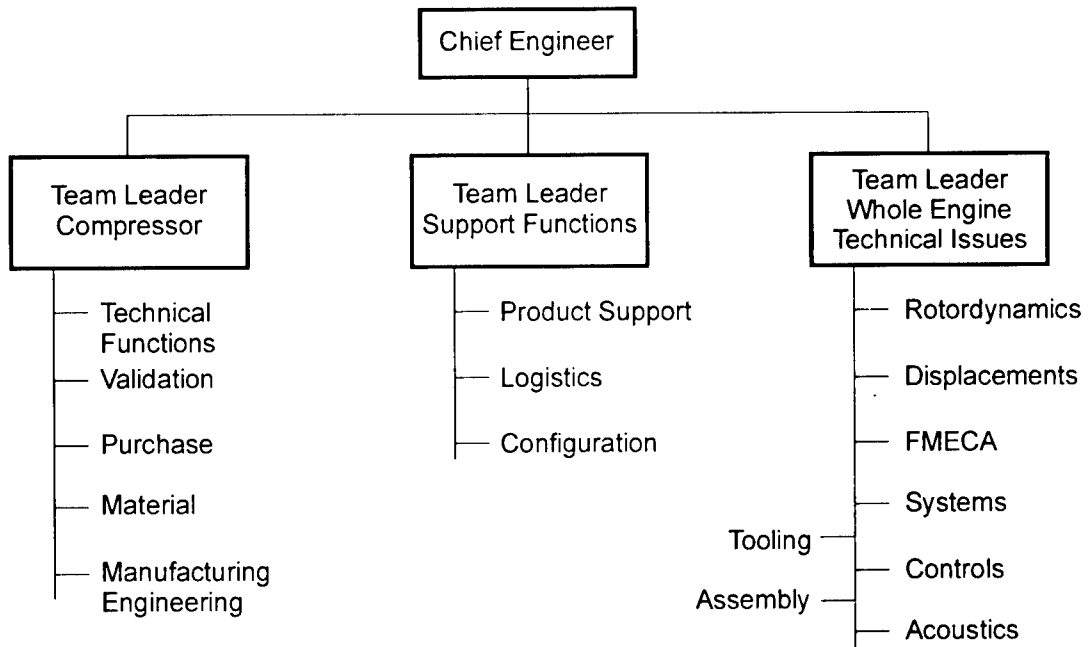 Chief Engineer
Team Leader
Compressor
Technical
Functions
Validation
Purchase
Material
Manufacturing
Engineering
Team Leader
Support Functions
Product Support
Logistics
Configuration
Team Leader
Whole Engine
Technical Issues
Rotordynamics
Displacements
FMECA
Systems
Tooling
Controls
Assembly
Acoustics